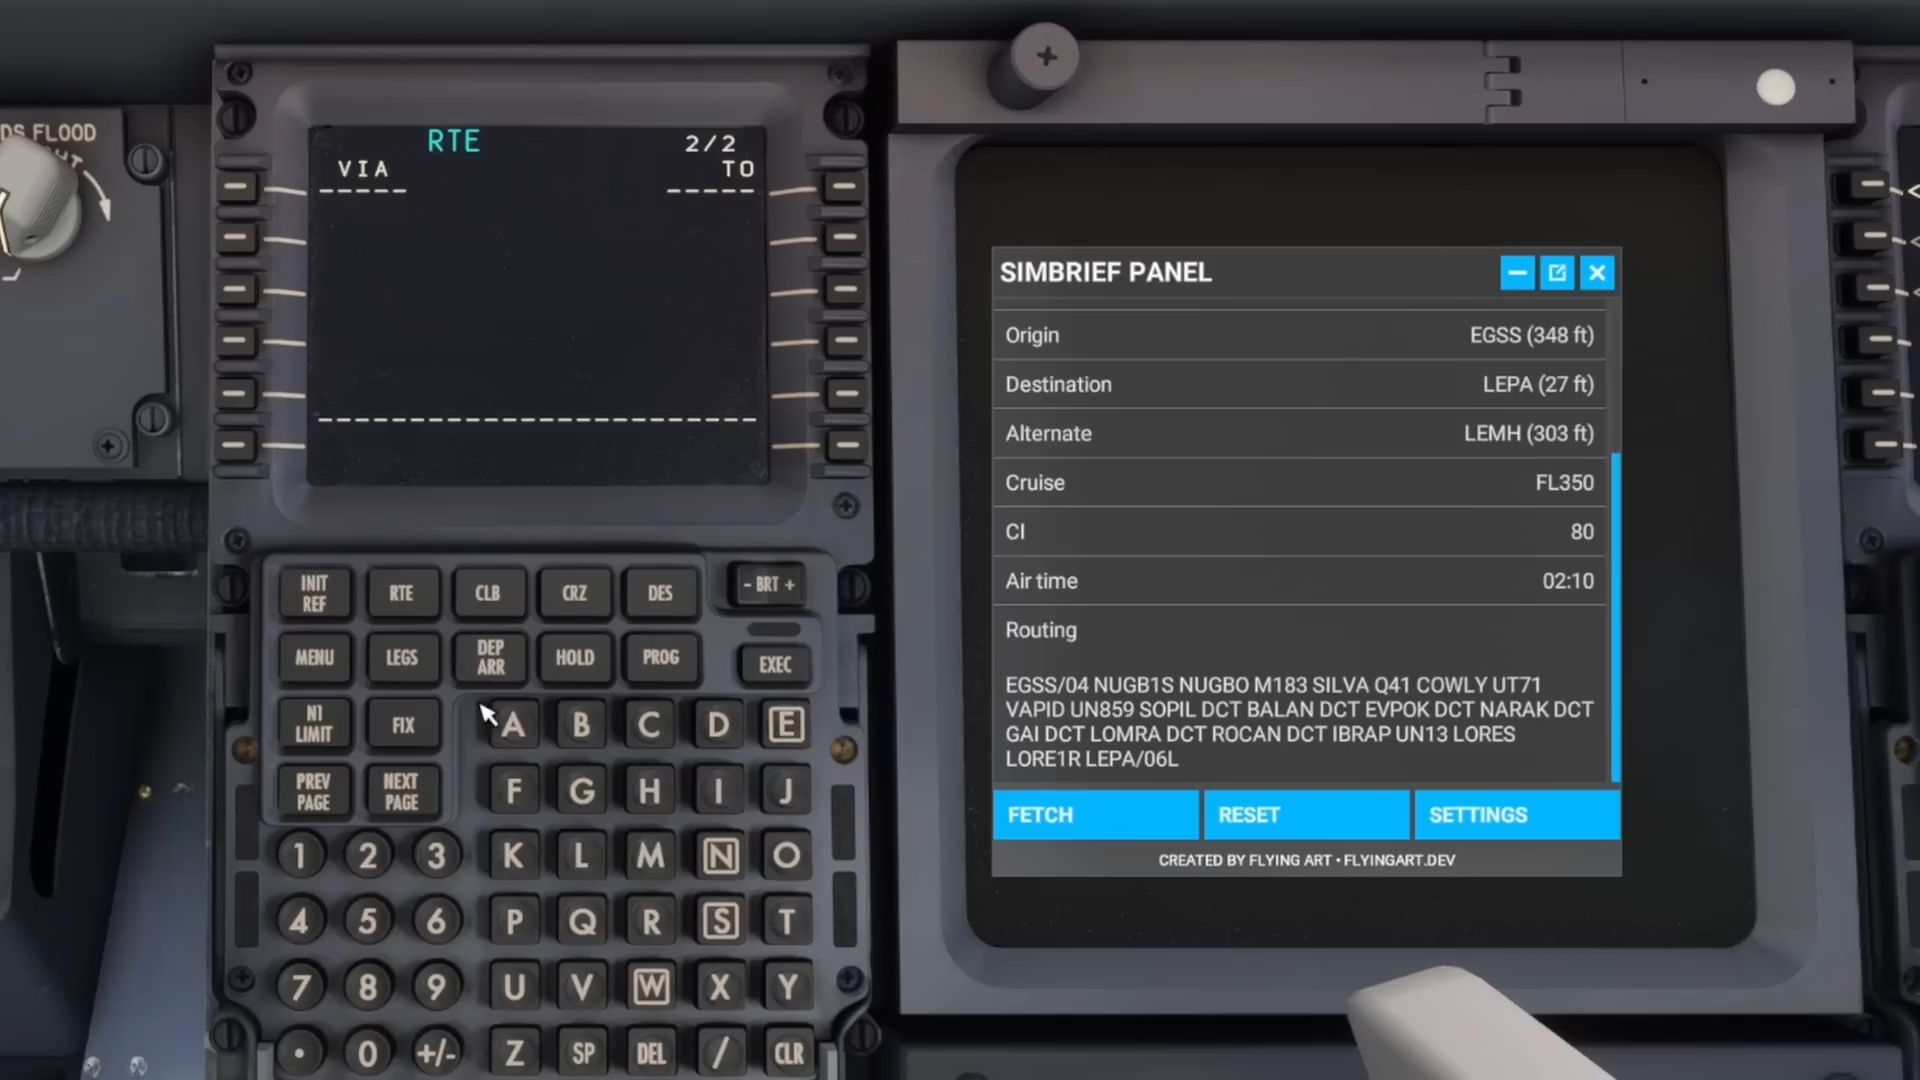 DS FLOOD
RTE 2/2
VIA TO
----- -----
------------------
INIT REF
RTE
CLB
CRZ
DES
- BRT +
MENU
LEGS
DEP ARR
HOLD
PROG
EXEC
N1 LIMIT
FIX
A B C D E
PREV PAGE
NEXT PAGE
F G H I J
1 2 3 K L M N O
4 5 6 P Q R S T
7 8 9 U V W X Y
. 0 +/- Z SP DEL / CLR
SIMBRIEF PANEL
Origin EGSS (348 ft)
Destination LEPA (27 ft)
Alternate LEMH (303 ft)
Cruise FL350
CI 80
Air time 02:10
Routing
EGSS/04 NUGB1S NUGBO M183 SILVA Q41 COWLY UT71
VAPID UN859 SOPIL DCT BALAN DCT EVPOK DCT NARAK DCT
GAI DCT LOMRA DCT ROCAN DCT IBRAP UN13 LORES
LORE1R LEPA/06L
FETCH RESET SETTINGS
CREATED BY FLYING ART • FLYINGART.DEV